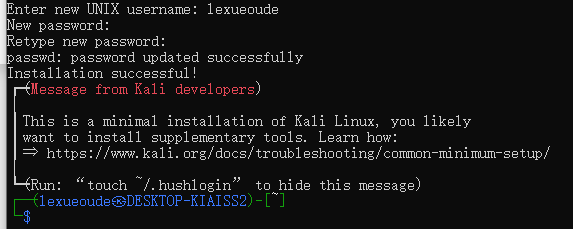 Enter new UNIX username: lexueoude
New password:
Retype new password:
passwd: password updated successfully
Installation successful!
┏━(Message from Kali developers)
┃
┃ This is a minimal installation of Kali Linux, you likely
┃ want to install supplementary tools. Learn how:
┃ ⇒ https://www.kali.org/docs/troubleshooting/common-minimum-setup/
┃
┗━(Run: “touch ~/.hushlogin” to hide this message)
┌──(lexueoude㉿DESKTOP-KIAISS2)-[~]
└─$